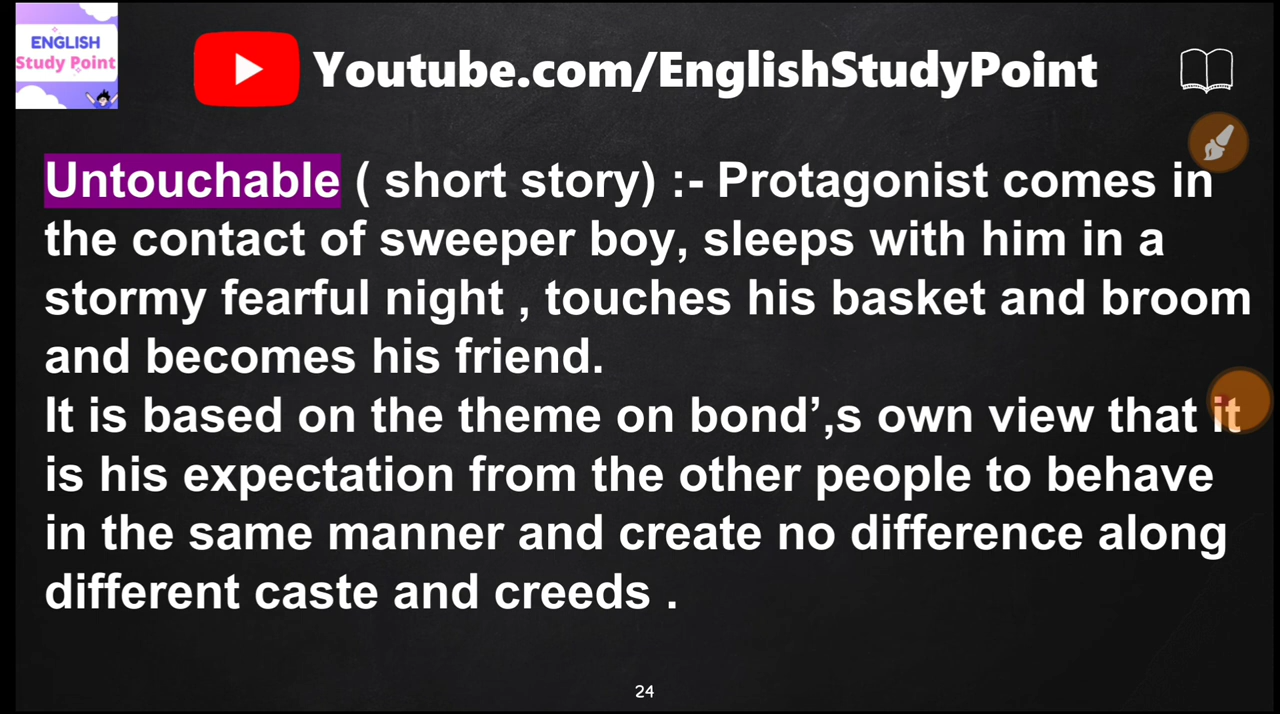 ENGLISH
Study Point
Youtube.com/EnglishStudyPoint
Untouchable ( short story) :- Protagonist comes in
the contact of sweeper boy, sleeps with him in a
stormy fearful night , touches his basket and broom
and becomes his friend.
It is based on the theme on bond’,s own view that it
is his expectation from the other people to behave
in the same manner and create no difference along
different caste and creeds .
24